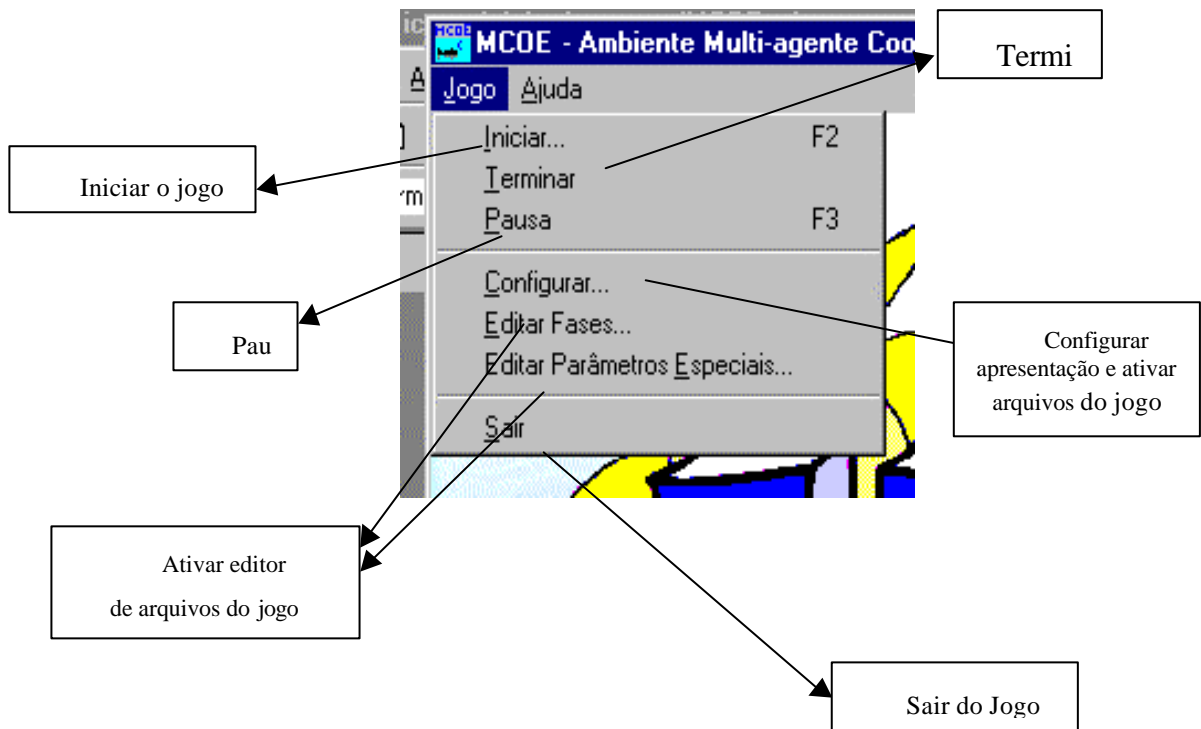 MCOE - Ambiente Multi-agente Coo
Termi
Jogo Ajuda
Iniciar... F2
Terminar
Pausa F3
Iniciar o jogo
Configurar...
Editar Fases...
Editar Parâmetros Especiais...
Sair
Pau
Configurar
apresentação e ativar
arquivos do jogo
Ativar editor
de arquivos do jogo
Sair do Jogo